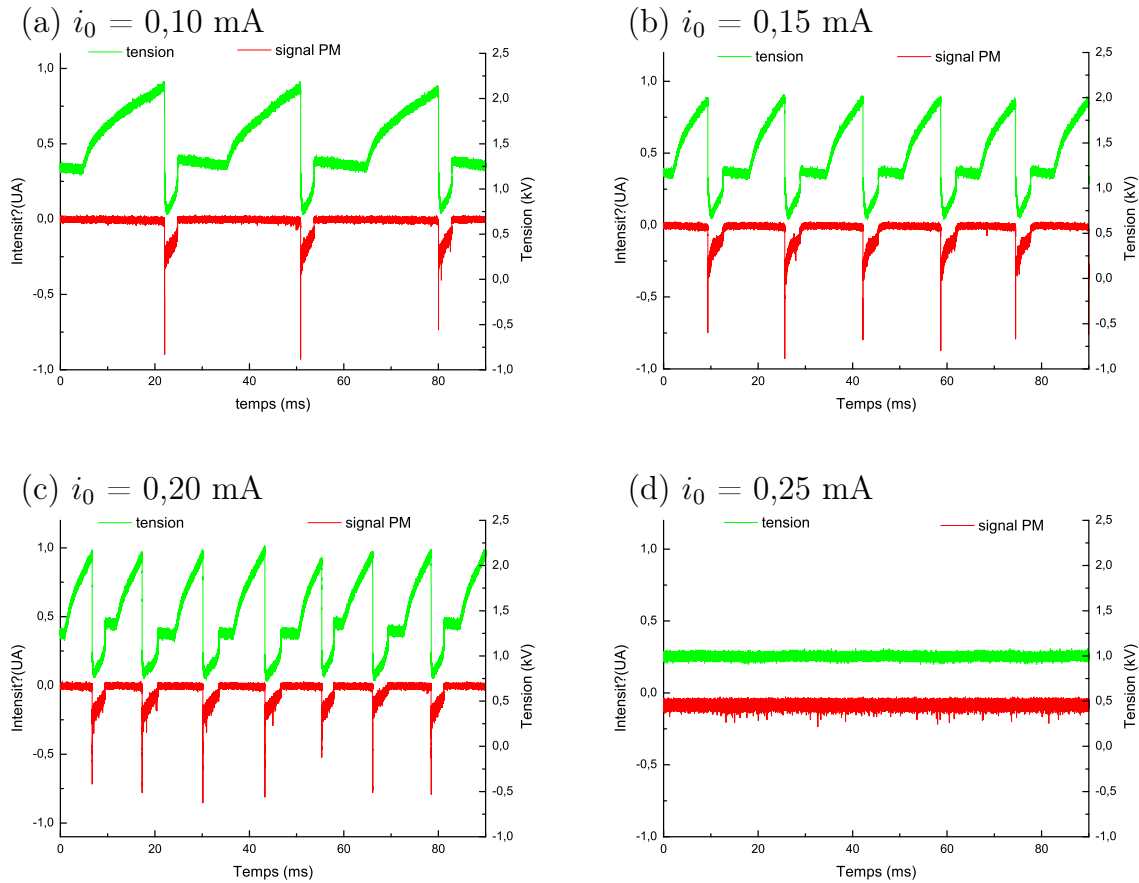 (a) i0 = 0,10 mA
tension signal PM
1,0
0,5
0,0
-0,5
-1,0
2,5
2,0
1,5
1,0
0,5
0,0
-0,5
-1,0
Intensit?(UA)
Tension (kV)
0 20 40 60 80
temps (ms)
(b) i0 = 0,15 mA
tension signal PM
1,0
0,5
0,0
-0,5
-1,0
2,5
2,0
1,5
1,0
0,5
0,0
-0,5
-1,0
Intensit?(UA)
Tension (kV)
0 20 40 60 80
Temps (ms)
(c) i0 = 0,20 mA
tension signal PM
1,0
0,5
0,0
-0,5
-1,0
2,5
2,0
1,5
1,0
0,5
0,0
-0,5
-1,0
Intensit?(UA)
Tension (kV)
0 20 40 60 80
Temps (ms)
(d) i0 = 0,25 mA
tension signal PM
1,0
0,5
0,0
-0,5
-1,0
2,5
2,0
1,5
1,0
0,5
0,0
-0,5
-1,0
Intensit?(UA)
Tension (kV)
0 20 40 60 80
Temps (ms)